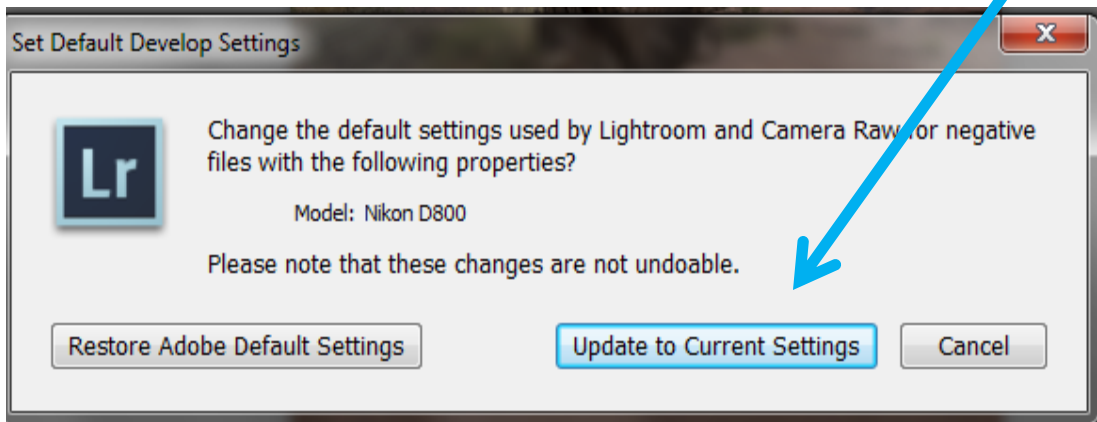 Set Default Develop Settings
X
Lr
Change the default settings used by Lightroom and Camera Raw for negative
files with the following properties?
Model: Nikon D800
Please note that these changes are not undoable.
Restore Adobe Default Settings
Update to Current Settings
Cancel